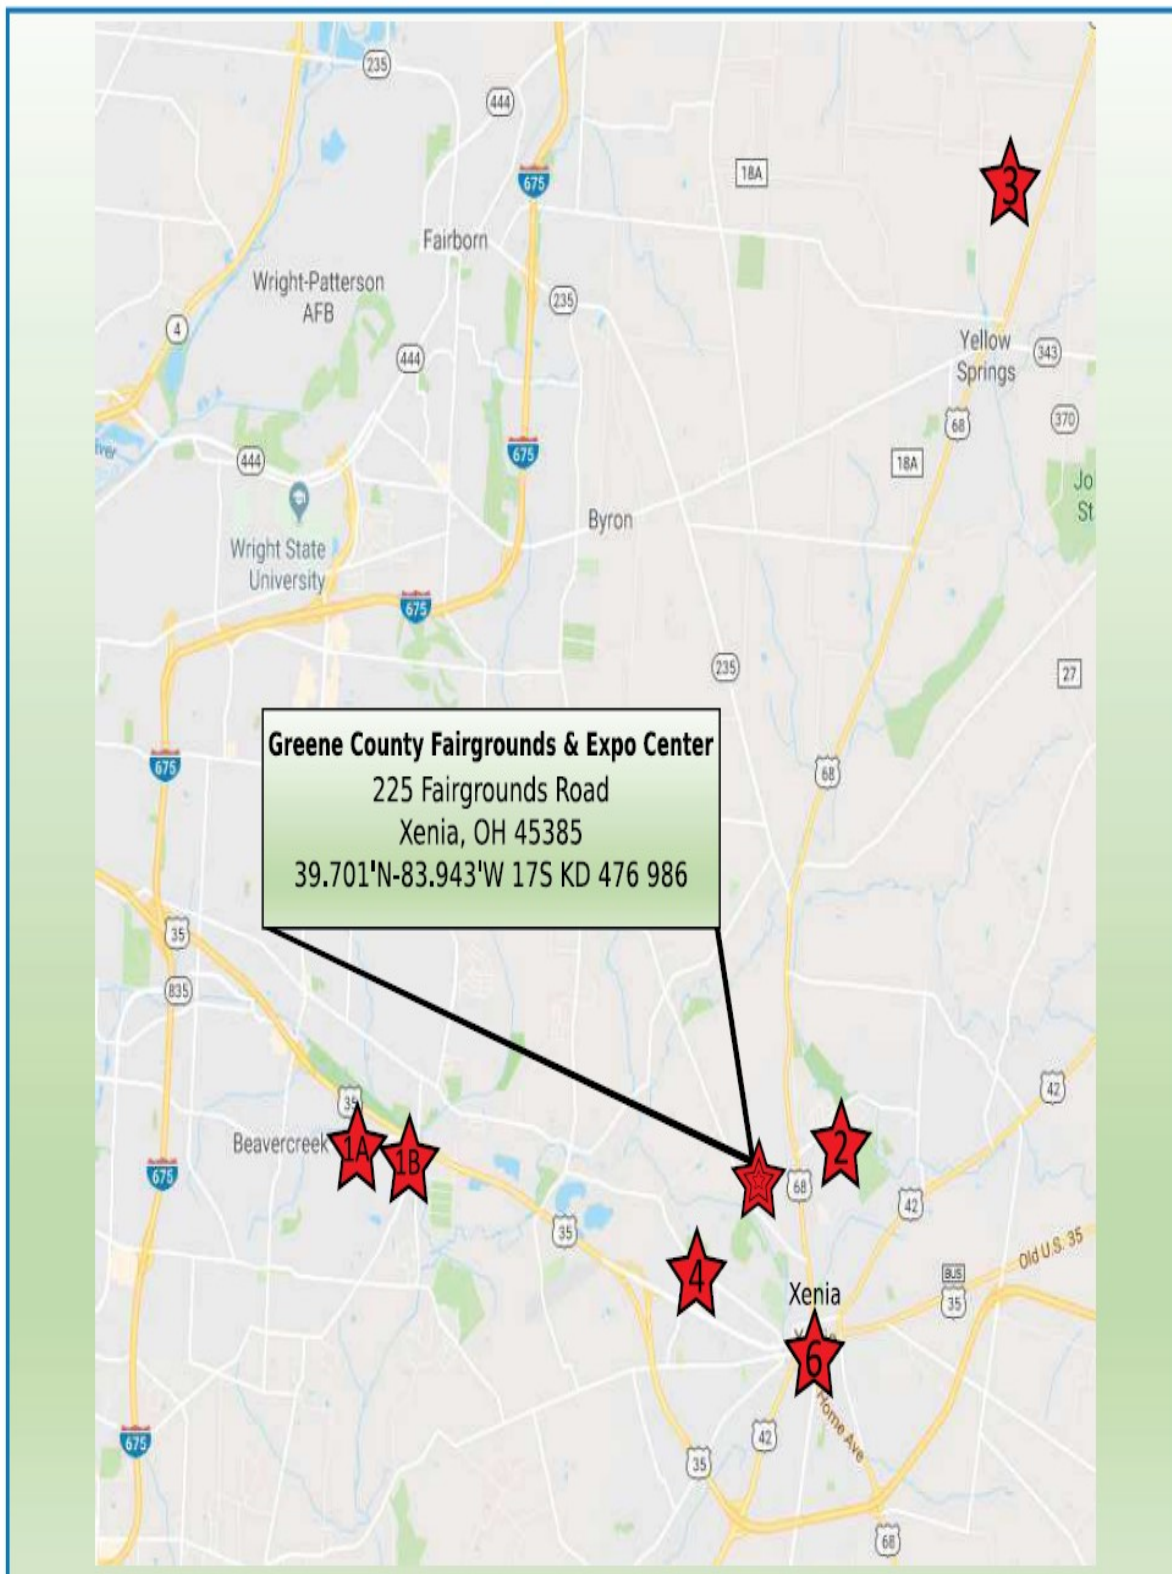 235
444
675
18A
3
Fairborn
Wright-Patterson
AFB
235
4
444
Yellow
Springs
343
370
68
444
675
18A
Byron
Wright State
University
675
235
27
675
68
Greene County Fairgrounds & Expo Center
225 Fairgrounds Road
Xenia, OH 45385
39.701'N-83.943'W 17S KD 476 986
35
835
42
35
Beavercreek
1A
1B
2
675
68
42
35
4
Old U.S. 35
BUS
35
Xenia
6
Home Ave
42
675
35
68